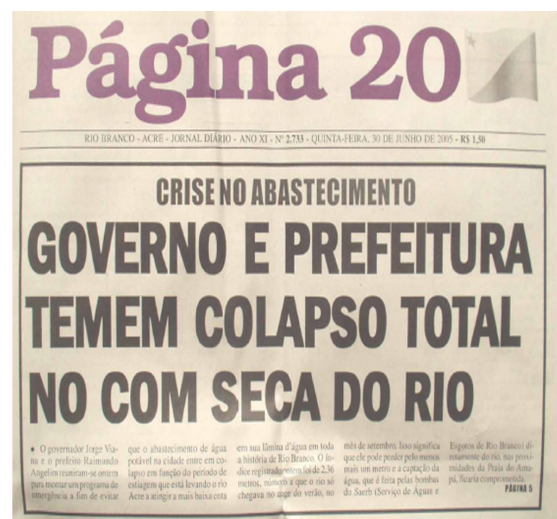 Página 20
RIO BRANCO - ACRE - JORNAL DIÁRIO - ANO XI - Nº 2.733 - QUINTA-FEIRA, 30 DE JUNHO DE 2005 - R$ 1,50
CRISE NO ABASTECIMENTO
GOVERNO E PREFEITURA
TEMEM COLAPSO TOTAL
NO COM SECA DO RIO
● O governador Jorge Via-
na e o prefeito Raimundo
Angelim reuniram-se ontem
para montar um programa de
emergência a fim de evitar
que o abastecimento de água
potável na cidade entre em co-
lapso em função do período de
estiagem que está levando o rio
Acre a atingir a mais baixa cota
em sua lâmina d'água em toda
a história de Rio Branco. O ín-
dice registrado ontem foi de 2,36
metros, número a que o rio só
chegava no auge do verão, no
mês de setembro. Isso significa
que ele pode perder pelo menos
mais um metro e a captação da
água, que é feita pelas bombas
do Saerb (Serviço de Águas e
Esgotos de Rio Branco) di-
retamente do rio, nas proxi-
midades da Praia do Amapá,
ficaria comprometida.
PÁGINA 5